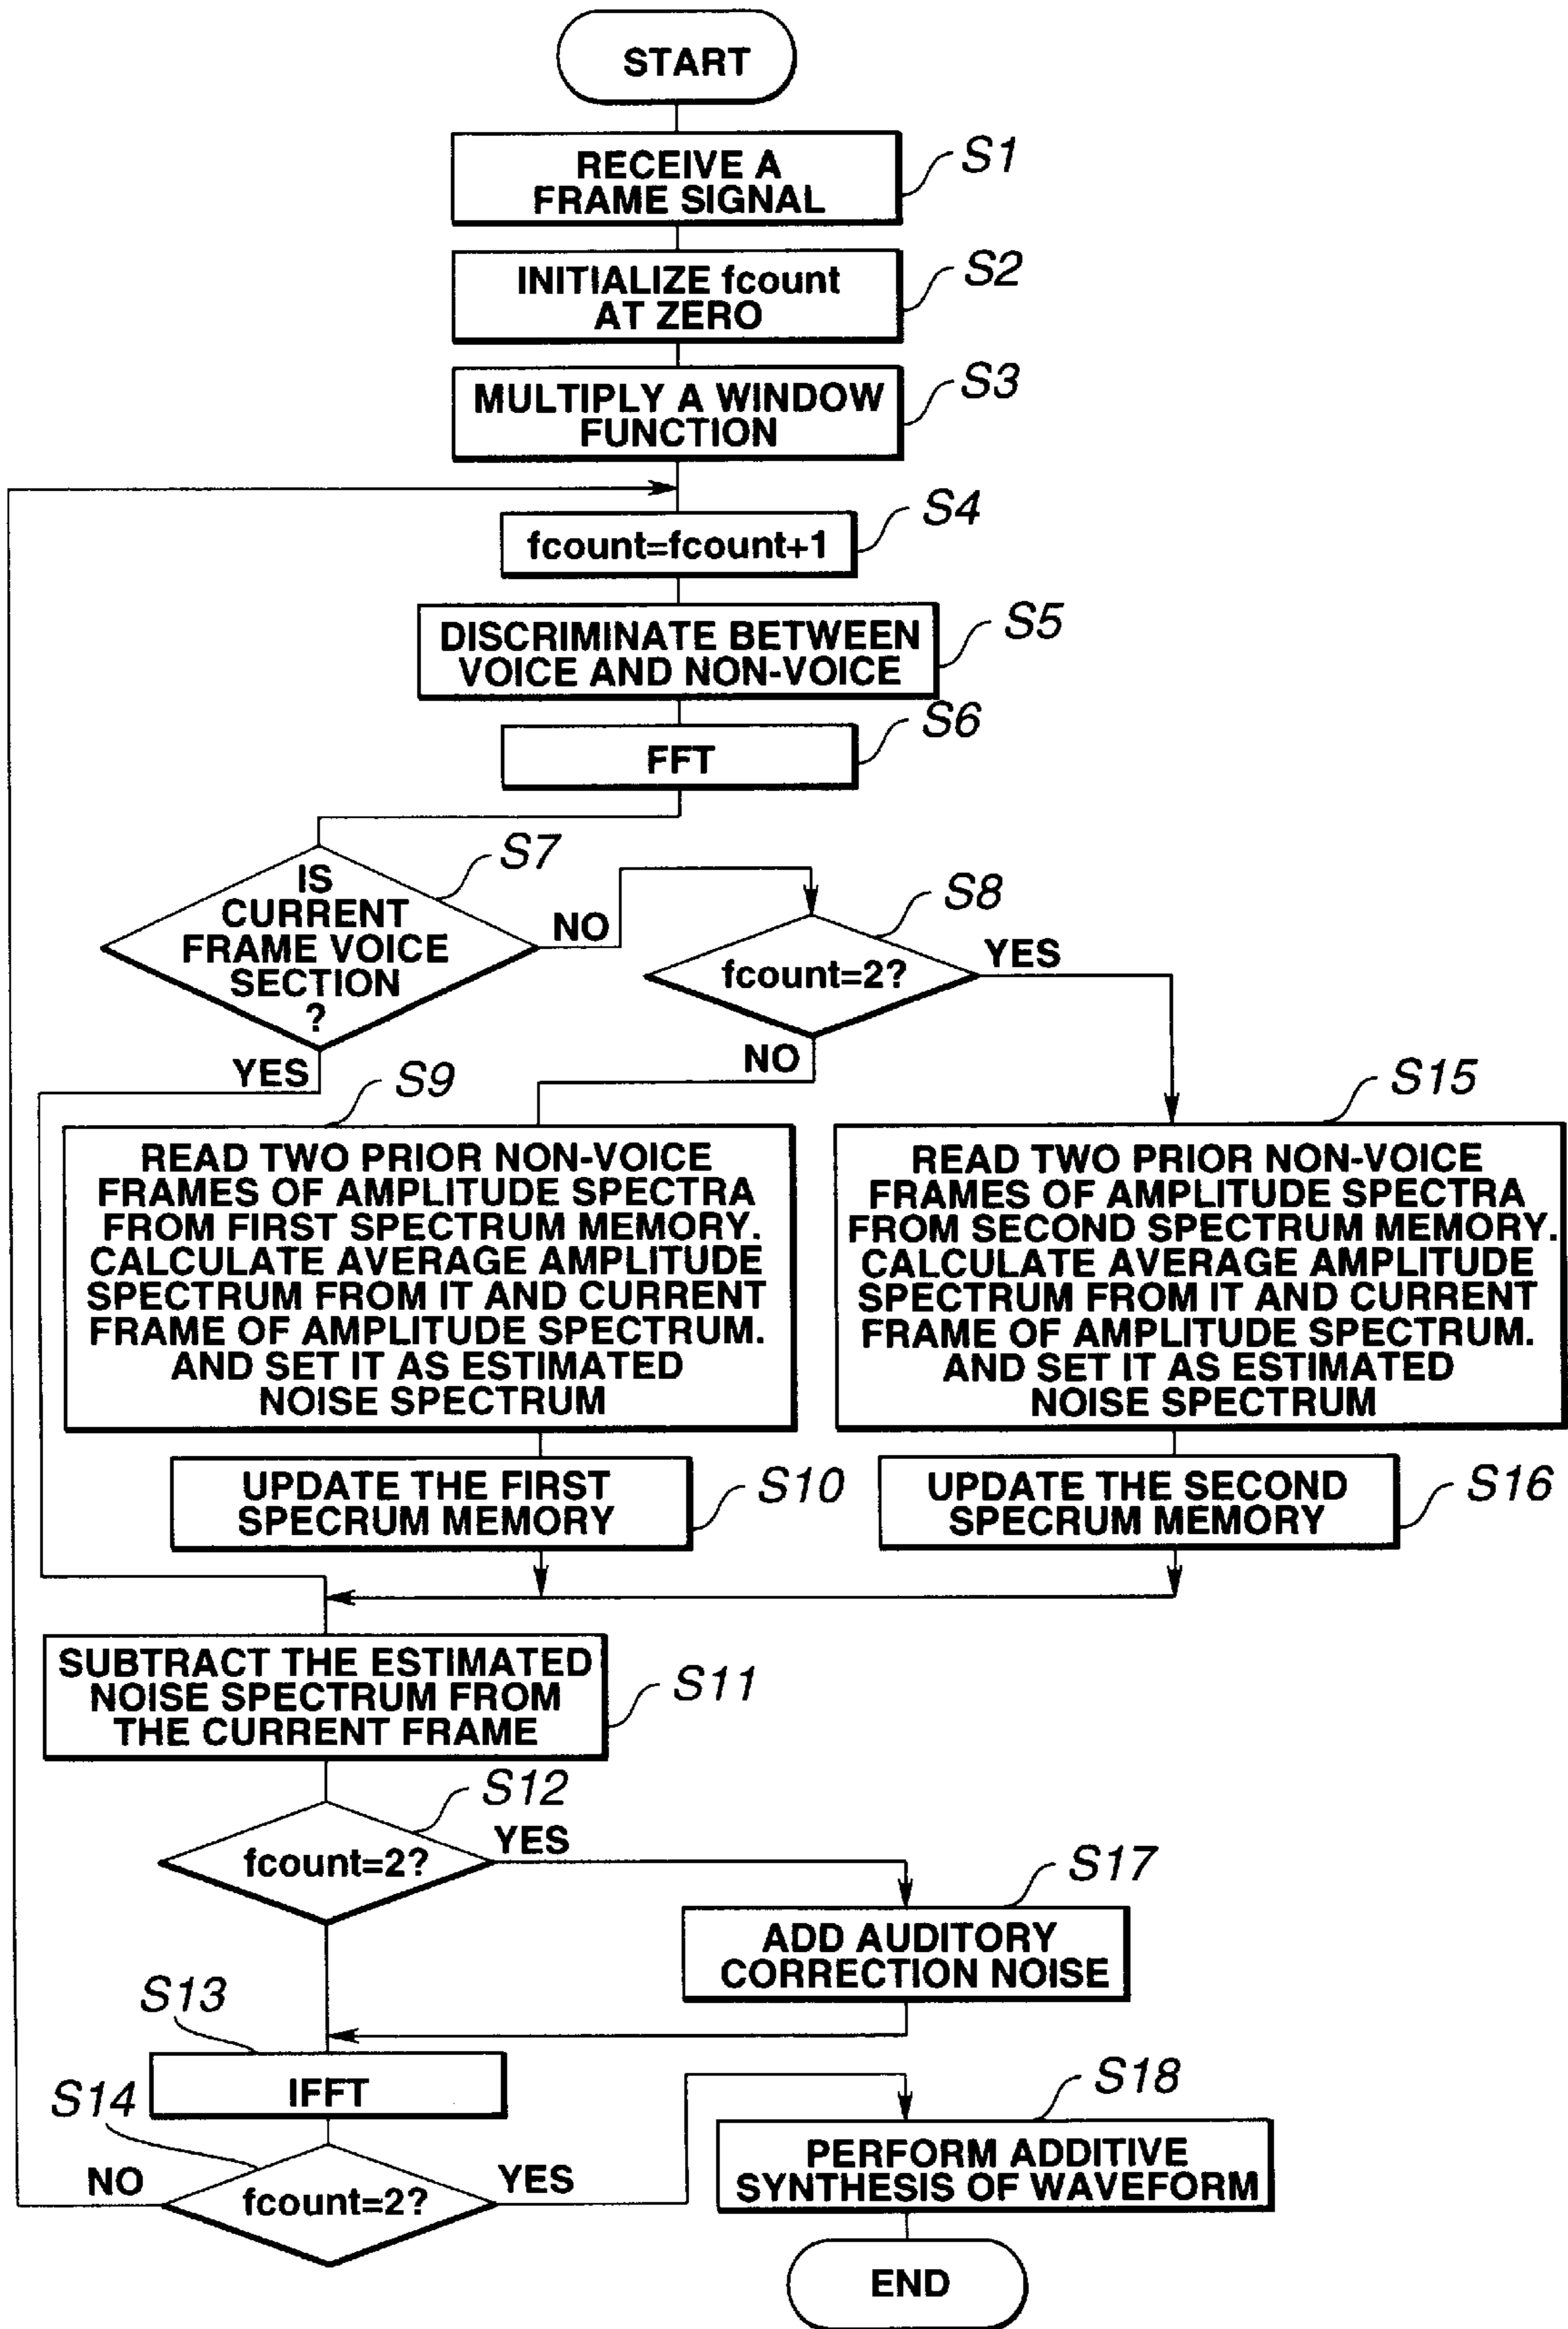 START
RECEIVE A
FRAME SIGNAL
S1
INITIALIZE fcount
AT ZERO
S2
MULTIPLY A WINDOW
FUNCTION
S3
fcount=fcount+1
S4
DISCRIMINATE BETWEEN
VOICE AND NON-VOICE
S5
FFT
S6
IS
CURRENT
FRAME VOICE
SECTION
?
S7
NO
YES
fcount=2?
S8
YES
NO
S9
READ TWO PRIOR NON-VOICE
FRAMES OF AMPLITUDE SPECTRA
FROM FIRST SPECTRUM MEMORY.
CALCULATE AVERAGE AMPLITUDE
SPECTRUM FROM IT AND CURRENT
FRAME OF AMPLITUDE SPECTRUM.
AND SET IT AS ESTIMATED
NOISE SPECTRUM
S15
READ TWO PRIOR NON-VOICE
FRAMES OF AMPLITUDE SPECTRA
FROM SECOND SPECTRUM MEMORY.
CALCULATE AVERAGE AMPLITUDE
SPECTRUM FROM IT AND CURRENT
FRAME OF AMPLITUDE SPECTRUM.
AND SET IT AS ESTIMATED
NOISE SPECTRUM
UPDATE THE FIRST
SPECRUM MEMORY
S10
UPDATE THE SECOND
SPECRUM MEMORY
S16
SUBTRACT THE ESTIMATED
NOISE SPECTRUM FROM
THE CURRENT FRAME
S11
S12
fcount=2?
YES
S17
ADD AUDITORY
CORRECTION NOISE
S13
IFFT
S14
NO
fcount=2?
YES
S18
PERFORM ADDITIVE
SYNTHESIS OF WAVEFORM
END